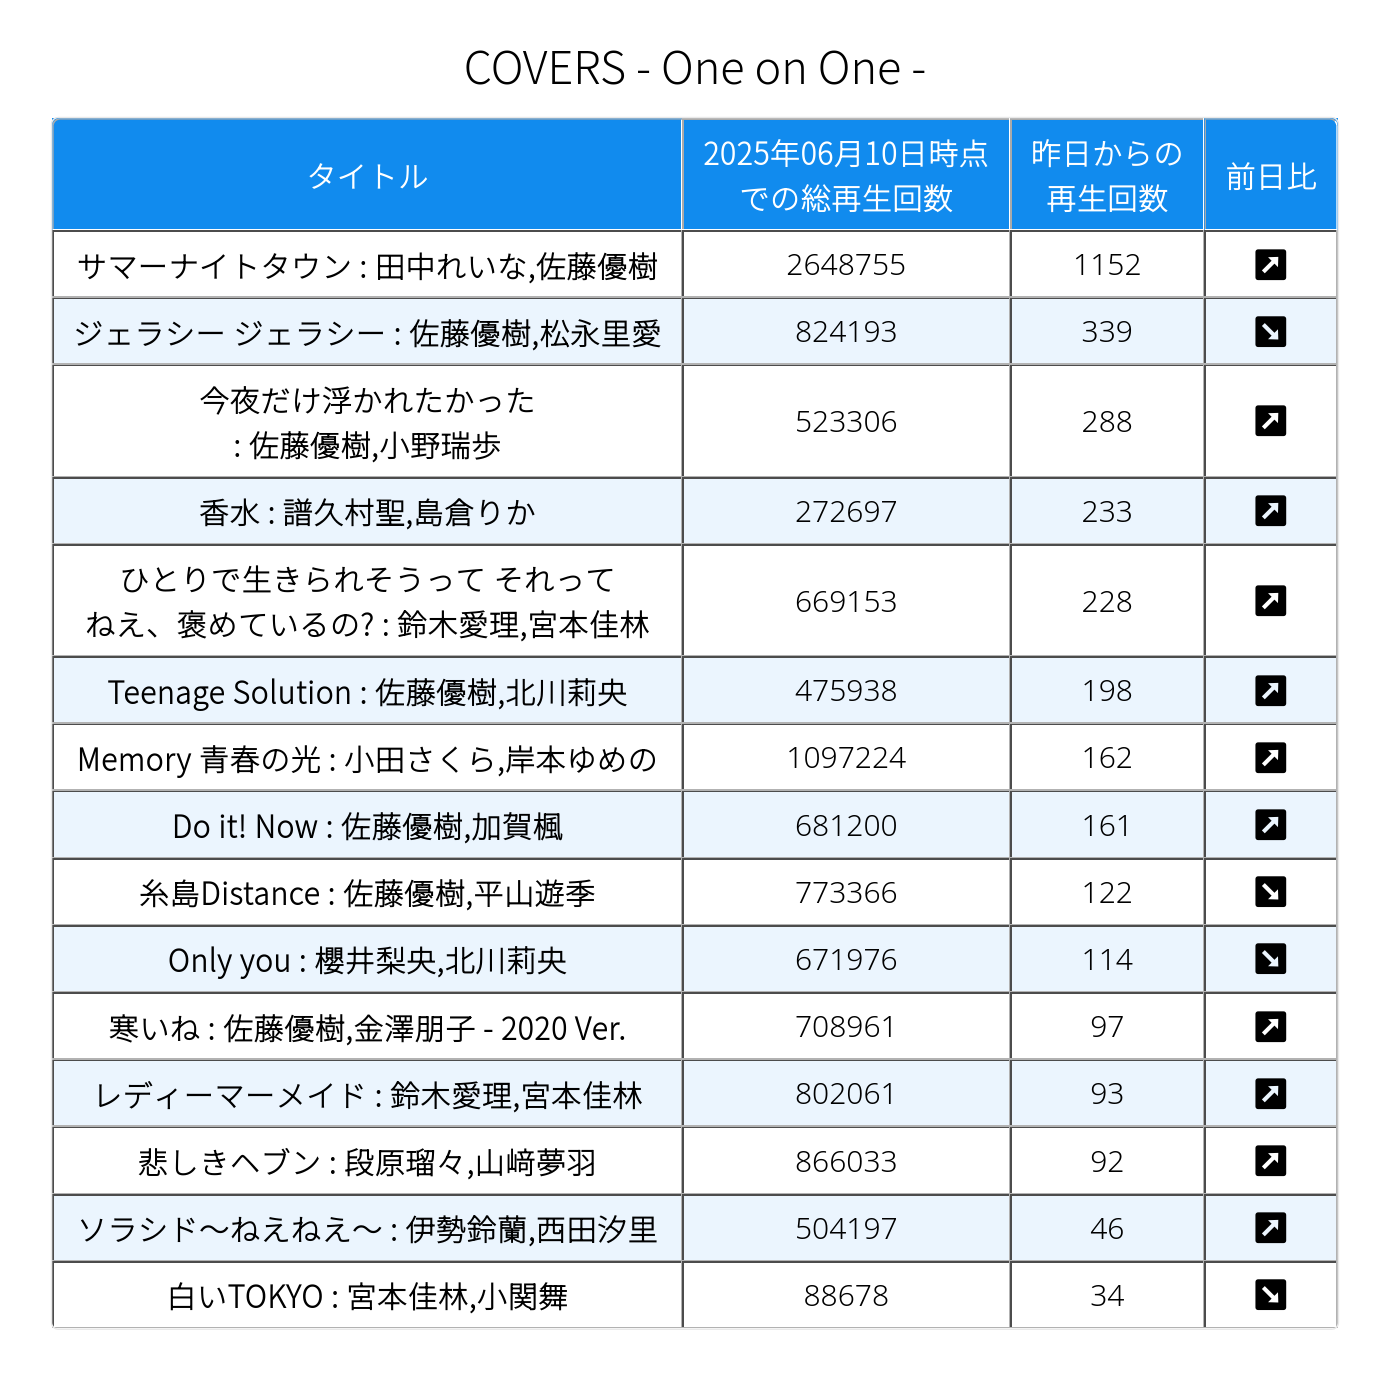 COVERS - One on One -
タイトル
2025年06月10日時点
での総再生回数
昨日からの
再生回数
前日比
サマーナイトタウン : 田中れいな,佐藤優樹 2648755 1152 ↗
ジェラシー ジェラシー : 佐藤優樹,松永里愛 824193 339 ↘
今夜だけ浮かれたかった
: 佐藤優樹,小野瑞歩 523306 288 ↗
香水 : 譜久村聖,島倉りか 272697 233 ↗
ひとりで生きられそうって それって
ねえ、褒めているの? : 鈴木愛理,宮本佳林 669153 228 ↗
Teenage Solution : 佐藤優樹,北川莉央 475938 198 ↗
Memory 青春の光 : 小田さくら,岸本ゆめの 1097224 162 ↗
Do it! Now : 佐藤優樹,加賀楓 681200 161 ↗
糸島Distance : 佐藤優樹,平山遊季 773366 122 ↘
Only you : 櫻井梨央,北川莉央 671976 114 ↘
寒いね : 佐藤優樹,金澤朋子 - 2020 Ver. 708961 97 ↗
レディーマーメイド : 鈴木愛理,宮本佳林 802061 93 ↗
悲しきヘブン : 段原瑠々,山﨑夢羽 866033 92 ↗
ソラシド〜ねえねえ〜 : 伊勢鈴蘭,西田汐里 504197 46 ↗
白いTOKYO : 宮本佳林,小関舞 88678 34 ↘